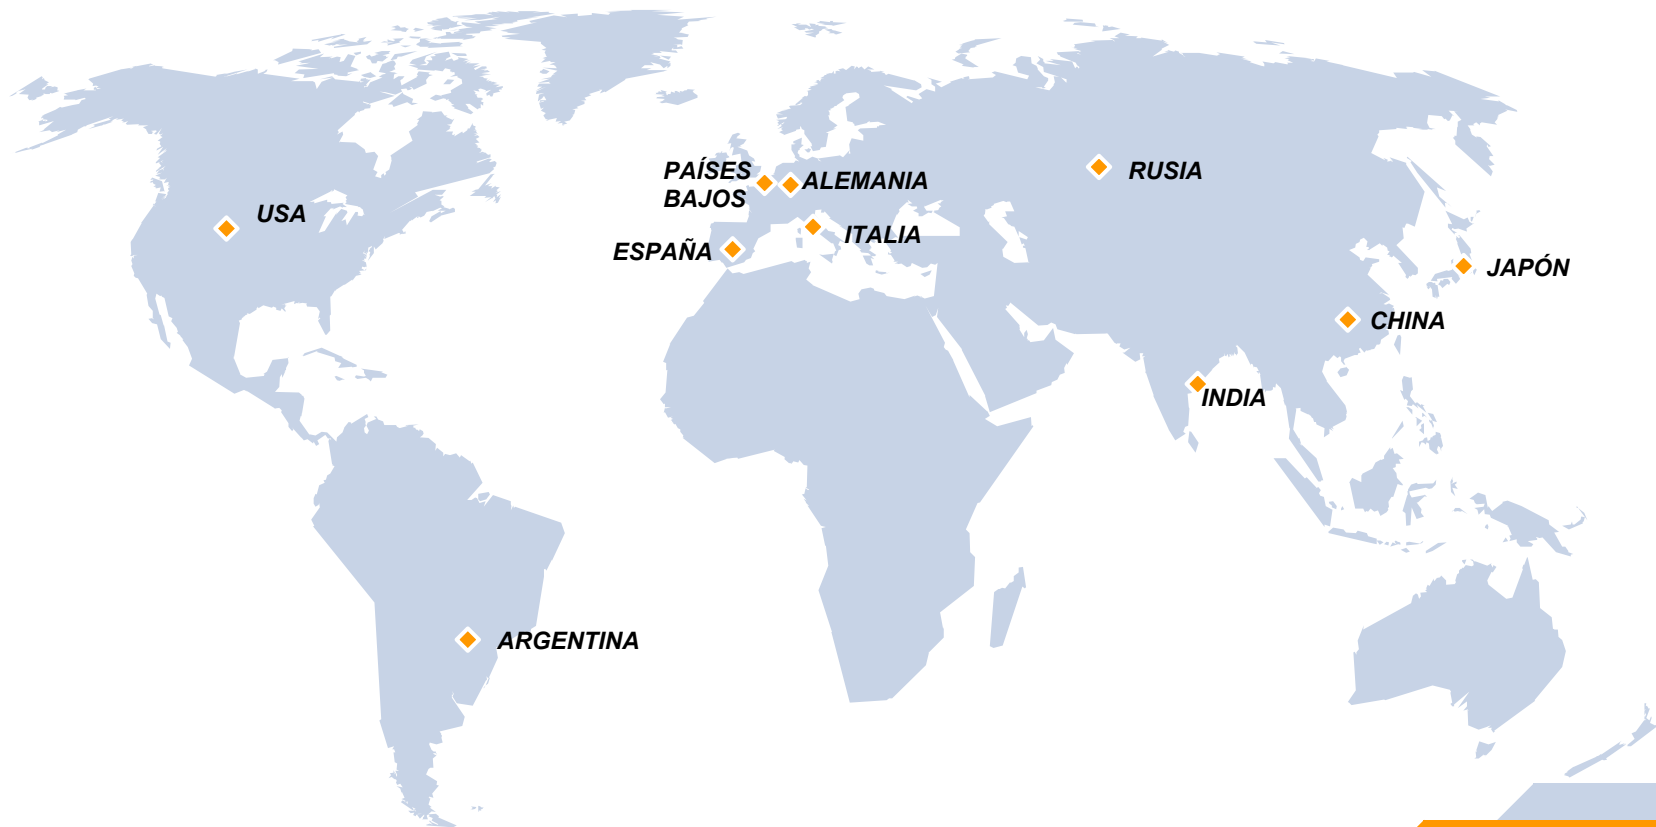 PAÍSES
BAJOS
ALEMANIA
RUSIA
USA
ITALIA
ESPAÑA
JAPÓN
CHINA
INDIA
ARGENTINA